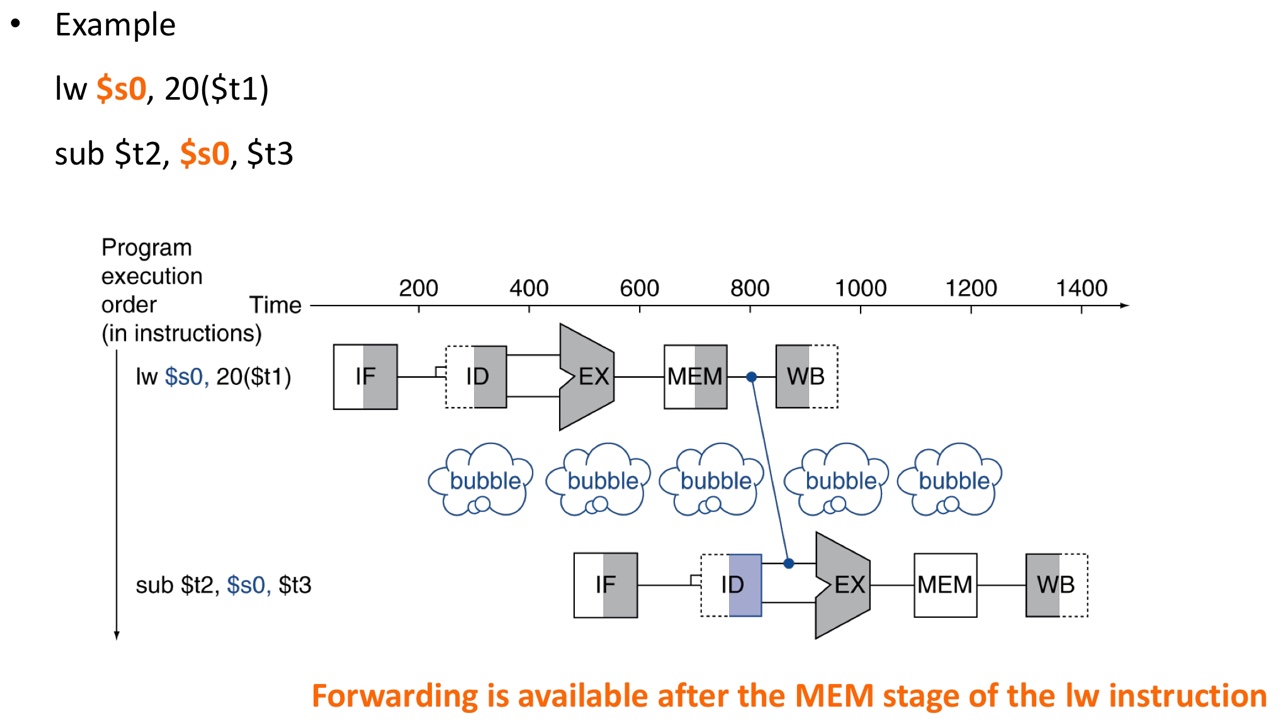 • Example
lw $s0, 20($t1)
sub $t2, $s0, $t3
Program
execution
order
(in instructions)
Time
200 400 600 800 1000 1200 1400
lw $s0, 20($t1)
IF ID EX MEM WB
bubble bubble bubble bubble bubble
sub $t2, $s0, $t3
IF ID EX MEM WB
Forwarding is available after the MEM stage of the lw instruction